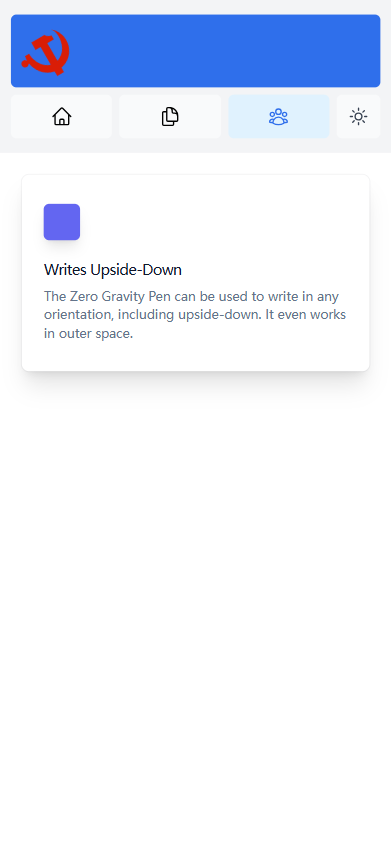 Writes Upside-Down
The Zero Gravity Pen can be used to write in any
orientation, including upside-down. It even works
in outer space.